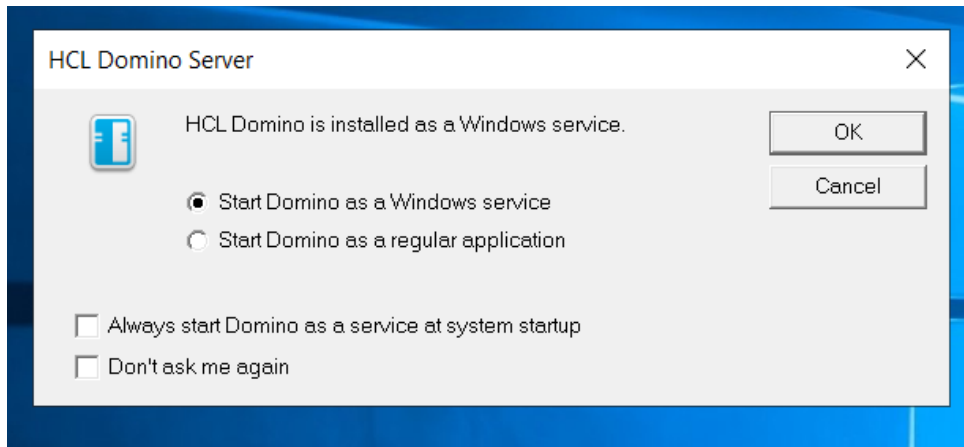 HCL Domino Server
HCL Domino is installed as a Windows service.
OK
Cancel
Start Domino as a Windows service
Start Domino as a regular application
Always start Domino as a service at system startup
Don't ask me again